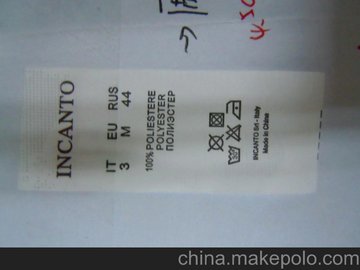 INCANTO
IT EU RUS
3 M 44
100% POLIESTERE
POLYESTER
ПОЛИЭСТЕР
INCANTO Srl - Italy
Made in China
china.makepolo.com